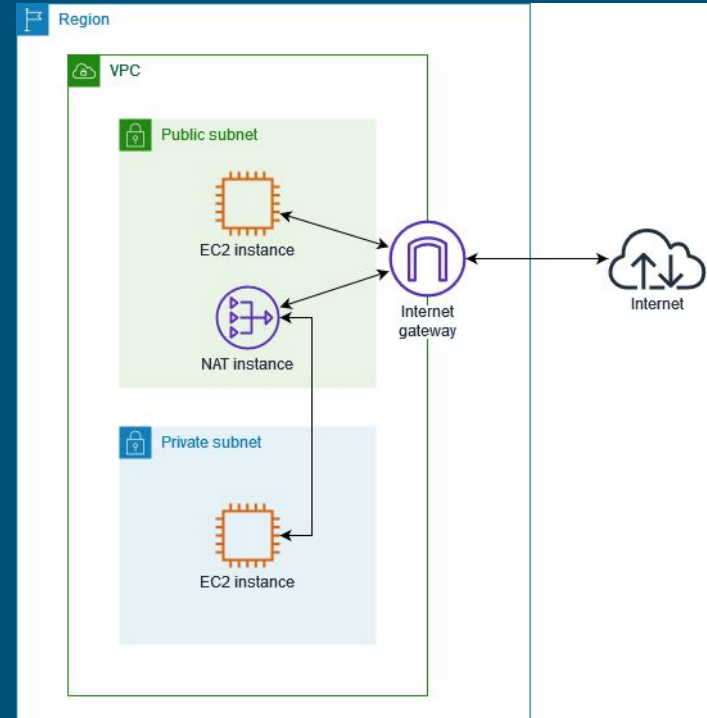 Region
VPC
Public subnet
EC2 instance
NAT instance
Internet
gateway
Internet
Private subnet
EC2 instance